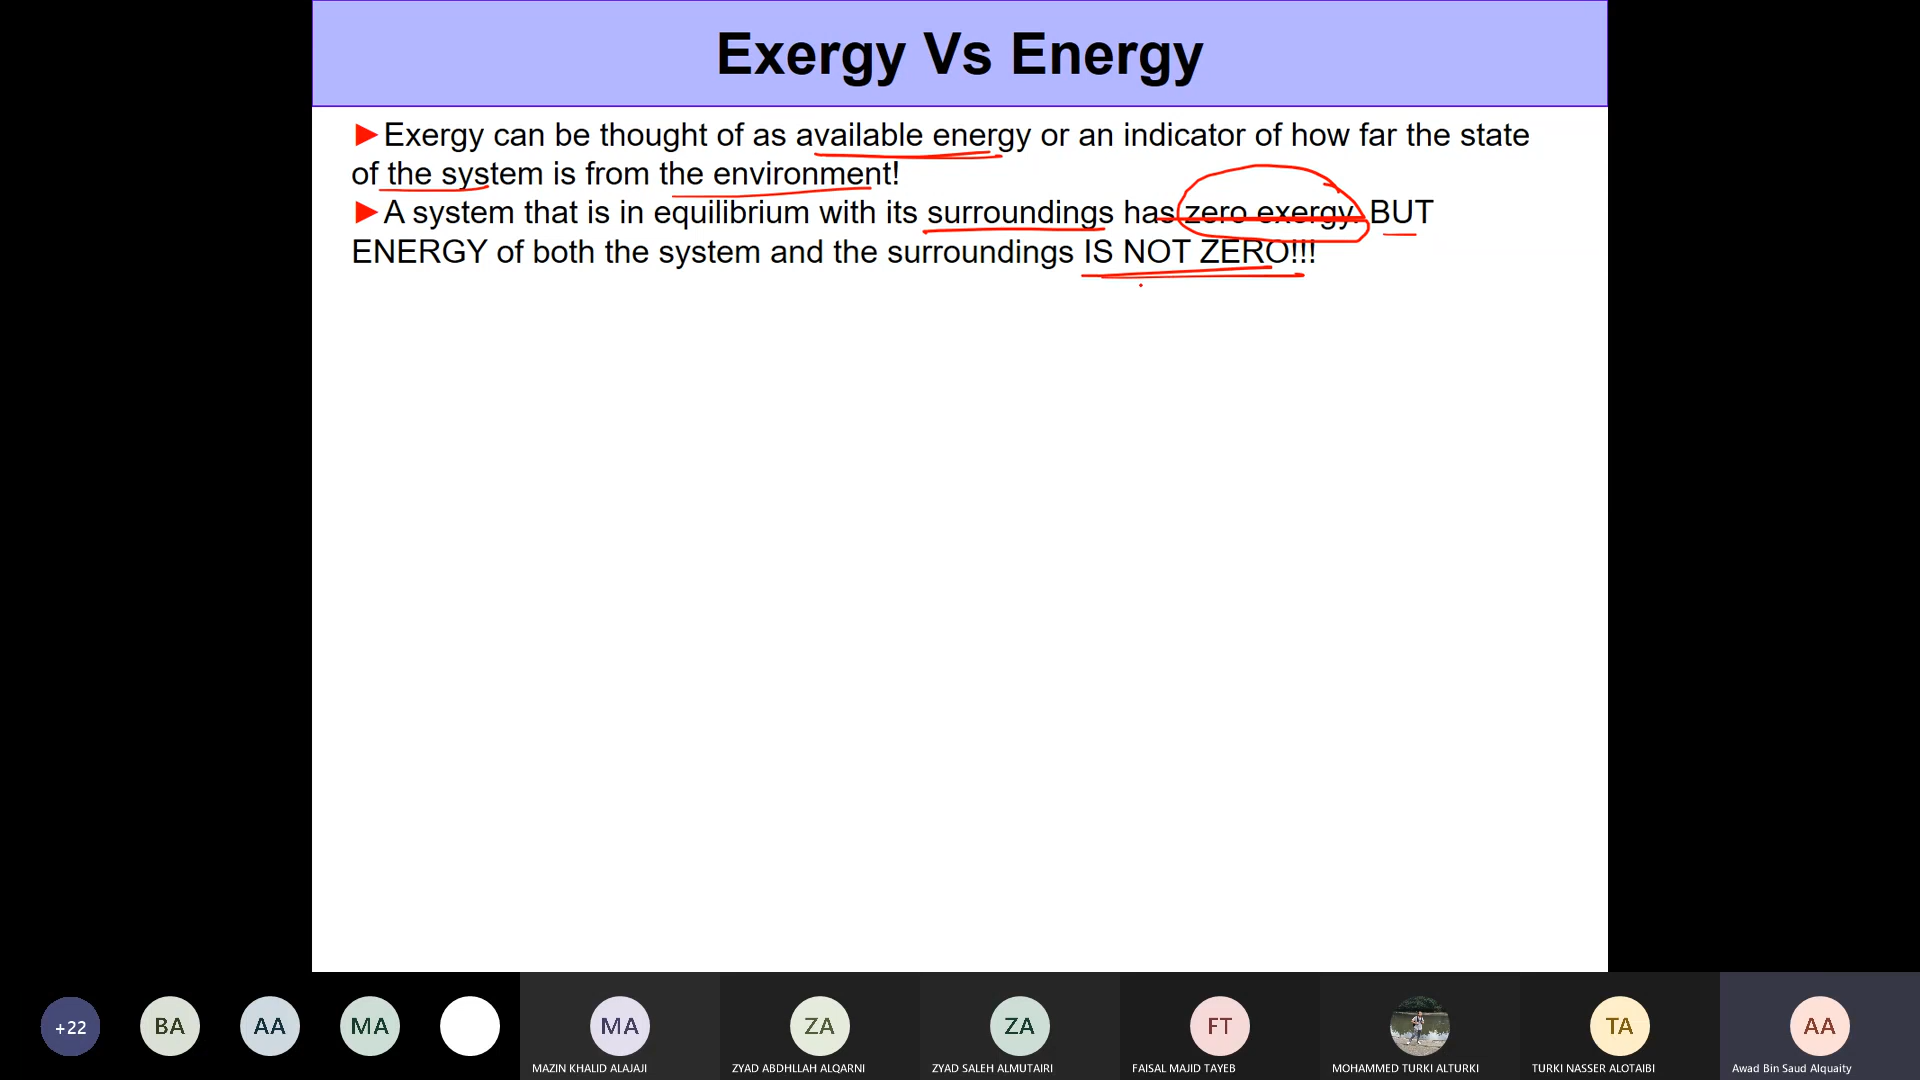 Exergy Vs Energy
►Exergy can be thought of as available energy or an indicator of how far the state
of the system is from the environment!
►A system that is in equilibrium with its surroundings has zero exergy. BUT
ENERGY of both the system and the surroundings IS NOT ZERO!!!
+22
BA
AA
MA
MA
ZA
ZA
FT
TA
AA
MAZIN KHALID ALAJAJI
ZYAD ABDHLLAH ALQARNI
ZYAD SALEH ALMUTAIRI
FAISAL MAJID TAYEB
MOHAMMED TURKI ALTURKI
TURKI NASSER ALOTAIBI
Awad Bin Saud Alquaity